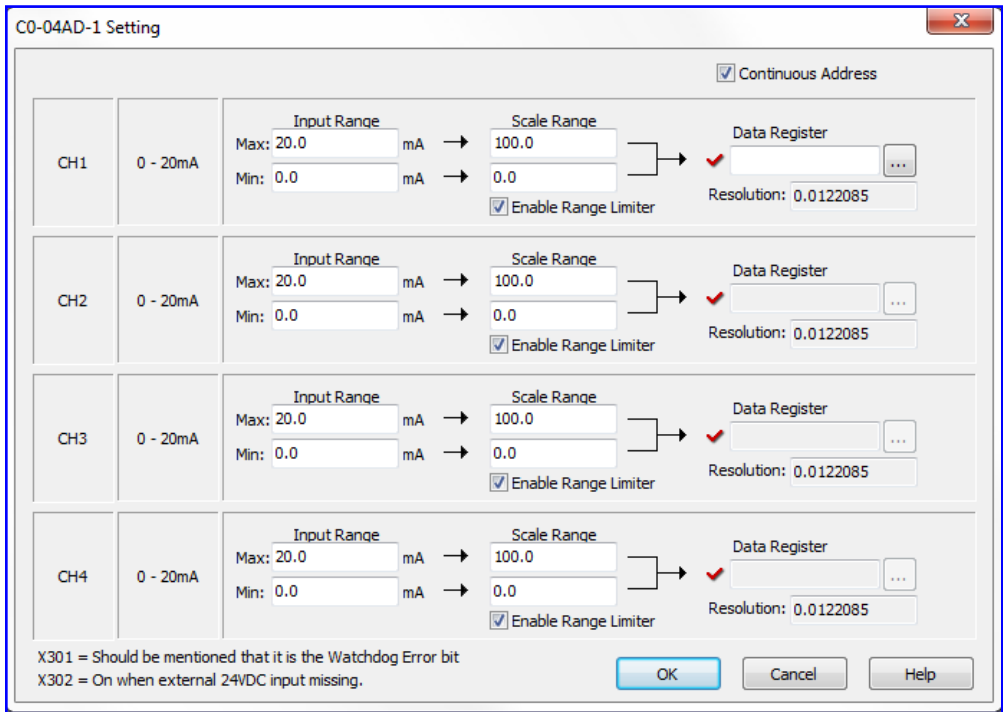 C0-04AD-1 Setting
Continuous Address
Input Range Scale Range
Data Register
Max: 20.0 mA 100.0
CH1 0 - 20mA
...
Min: 0.0 mA 0.0
Resolution: 0.0122085
Enable Range Limiter
Input Range Scale Range
Data Register
Max: 20.0 mA 100.0
CH2 0 - 20mA
...
Min: 0.0 mA 0.0
Resolution: 0.0122085
Enable Range Limiter
Input Range Scale Range
Data Register
Max: 20.0 mA 100.0
CH3 0 - 20mA
...
Min: 0.0 mA 0.0
Resolution: 0.0122085
Enable Range Limiter
Input Range Scale Range
Data Register
Max: 20.0 mA 100.0
CH4 0 - 20mA
...
Min: 0.0 mA 0.0
Resolution: 0.0122085
Enable Range Limiter
X301 = Should be mentioned that it is the Watchdog Error bit
X302 = On when external 24VDC input missing.
OK Cancel Help